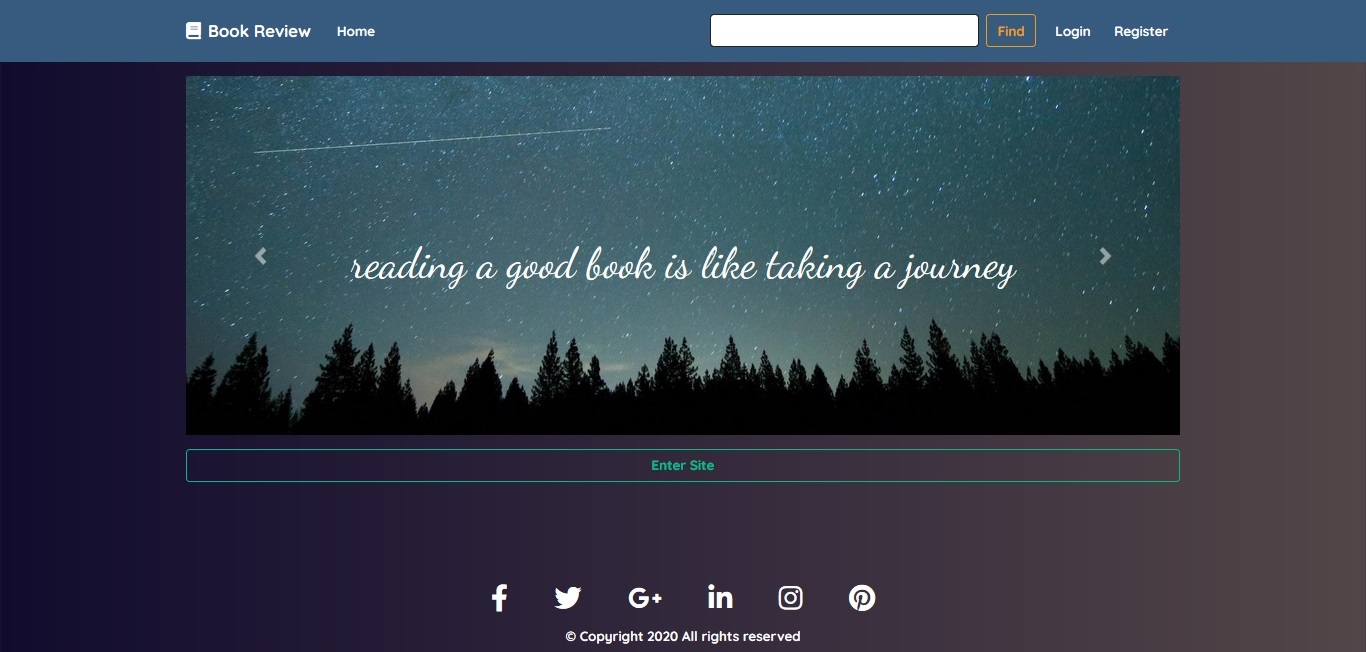 Book Review Home Find Login Register
reading a good book is like taking a journey
Enter Site
© Copyright 2020 All rights reserved